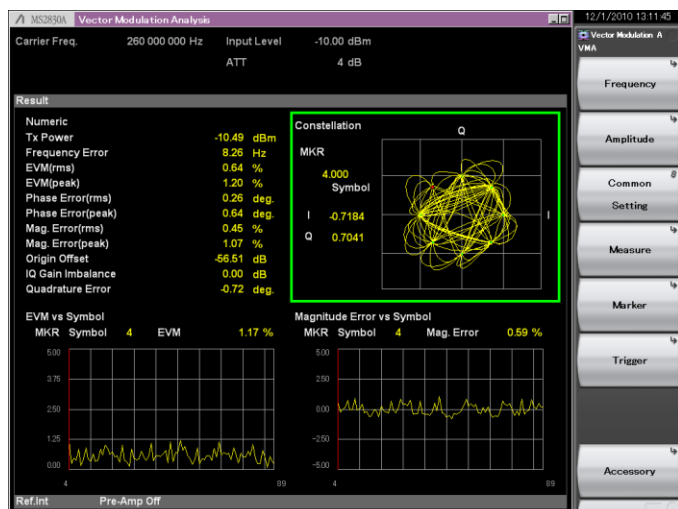 MS2830A Vector Modulation Analysis
12/1/2010 13:11:45
Carrier Freq. 260 000 000 Hz Input Level -10.00 dBm
ATT 4 dB
Result
Numeric
Tx Power -10.49 dBm
Frequency Error 8.26 Hz
EVM(rms) 0.64 %
EVM(peak) 1.20 %
Phase Error(rms) 0.26 deg.
Phase Error(peak) 0.64 deg.
Mag. Error(rms) 0.45 %
Mag. Error(peak) 1.07 %
Origin Offset -56.51 dB
IQ Gain Imbalance 0.00 dB
Quadrature Error -0.72 deg.
Constellation
Q
MKR
4.000
Symbol
I -0.7184
Q 0.7041
I
EVM vs Symbol
MKR Symbol 4 EVM 1.17 %
5.00
3.75
2.50
1.25
0.00
4 89
Magnitude Error vs Symbol
MKR Symbol 4 Mag. Error 0.59 %
5.00
2.50
0.00
-2.50
-5.00
4 89
Ref.Int Pre-Amp Off
Vector Modulation A
VMA
Frequency
Amplitude
Common
Setting
Measure
Marker
Trigger
Accessory